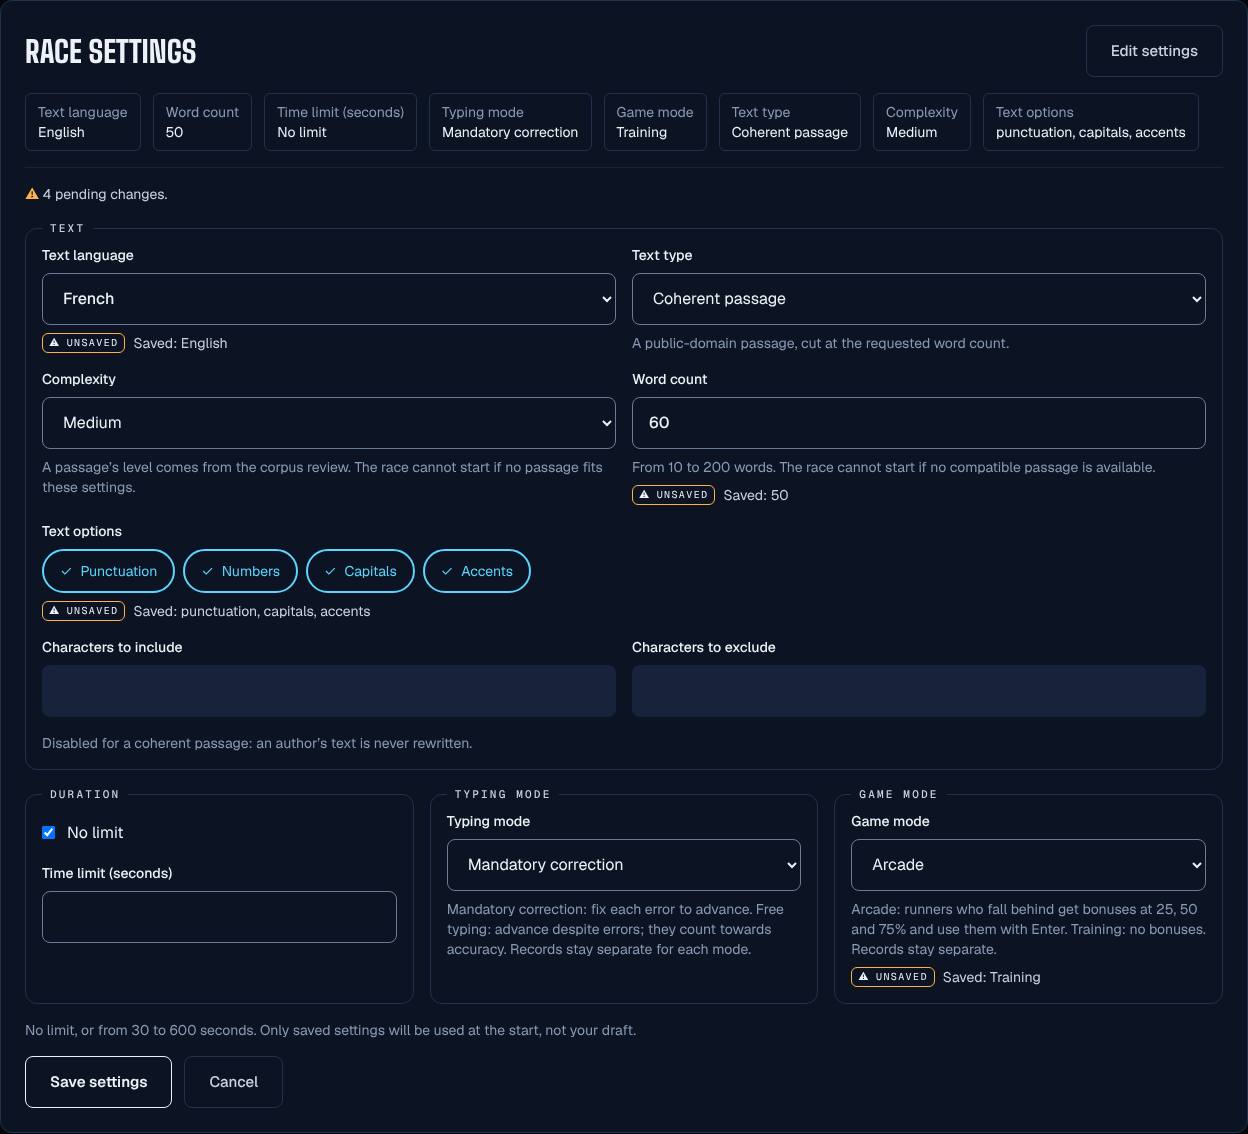 RACE SETTINGS
Edit settings
Text language
English
Word count
50
Time limit (seconds)
No limit
Typing mode
Mandatory correction
Game mode
Training
Text type
Coherent passage
Complexity
Medium
Text options
punctuation, capitals, accents
4 pending changes.
TEXT
Text language
French
UNSAVED Saved: English
Text type
Coherent passage
A public-domain passage, cut at the requested word count.
Complexity
Medium
A passage's level comes from the corpus review. The race cannot start if no passage fits
these settings.
Word count
60
From 10 to 200 words. The race cannot start if no compatible passage is available.
UNSAVED Saved: 50
Text options
Punctuation
Numbers
Capitals
Accents
UNSAVED Saved: punctuation, capitals, accents
Characters to include
Characters to exclude
Disabled for a coherent passage: an author's text is never rewritten.
DURATION
No limit
Time limit (seconds)
TYPING MODE
Typing mode
Mandatory correction
Mandatory correction: fix each error to advance. Free
typing: advance despite errors; they count towards
accuracy. Records stay separate for each mode.
GAME MODE
Game mode
Arcade
Arcade: runners who fall behind get bonuses at 25, 50
and 75% and use them with Enter. Training: no bonuses.
Records stay separate.
UNSAVED Saved: Training
No limit, or from 30 to 600 seconds. Only saved settings will be used at the start, not your draft.
Save settings
Cancel